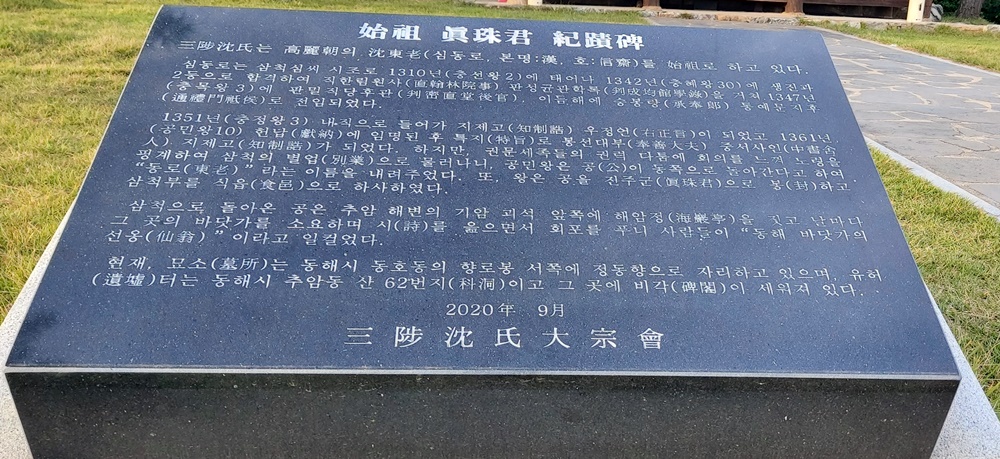 始祖 眞珠君 紀蹟碑
三陟沈氏는 高麗朝의 沈東老(심동로, 본명:漢, 호:信齋)를 始祖로 하고 있다.
심동로는 삼척심씨 시조로 1310년(충선왕 2)에 태어나 1342년(충혜왕 30)에 생진과
2등으로 합격하여 직한림원사(直翰林院事) 판성균관학록(判成均館學錄)을 거쳐 1347년
(충목왕 3)에 판밀직당후관(判密直堂後官), 이듬해에 승봉랑(承奉郞) 통예문지후
(通禮門祗侯)로 전임되었다.
1351년(충정왕 3) 내직으로 들어가 지제고(知制誥) 우정언(右正言)이 되었고 1361년
(공민왕10) 헌납(獻納)에 임명된 후 특지(特旨)로 봉선대부(奉善大夫) 중서사인(中書舍
人) 지제고(知制誥)가 되었다. 하지만, 권문세족들의 권력 다툼에 회의를 느껴 노령을
핑계하여 삼척의 별업(別業)으로 물러나니, 공민왕은 공(公)이 동쪽으로 돌아간다고 하여
“동로(東老)”라는 이름을 내려주었다. 또, 왕은 공을 진주군(眞珠君)으로 봉(封)하고
삼척부를 식읍(食邑)으로 하사하였다.
삼척으로 돌아온 공은 추암 해변의 기암 괴석 앞쪽에 해암정(海巖亭)을 짓고 날마다
그 곳의 바닷가를 소요하며 시(詩)를 읊으면서 회포를 푸니 사람들이 “동해 바닷가의
선옹(仙翁)”이라고 일컬었다.
현재, 묘소(墓所)는 동해시 동호동의 향로봉 서쪽에 정동향으로 자리하고 있으며, 유허
(遺墟)터는 동해시 추암동 산 62번지(科洞)이고 그 곳에 비각(碑閣)이 세워져 있다.
2020年 9月
三陟沈氏大宗會